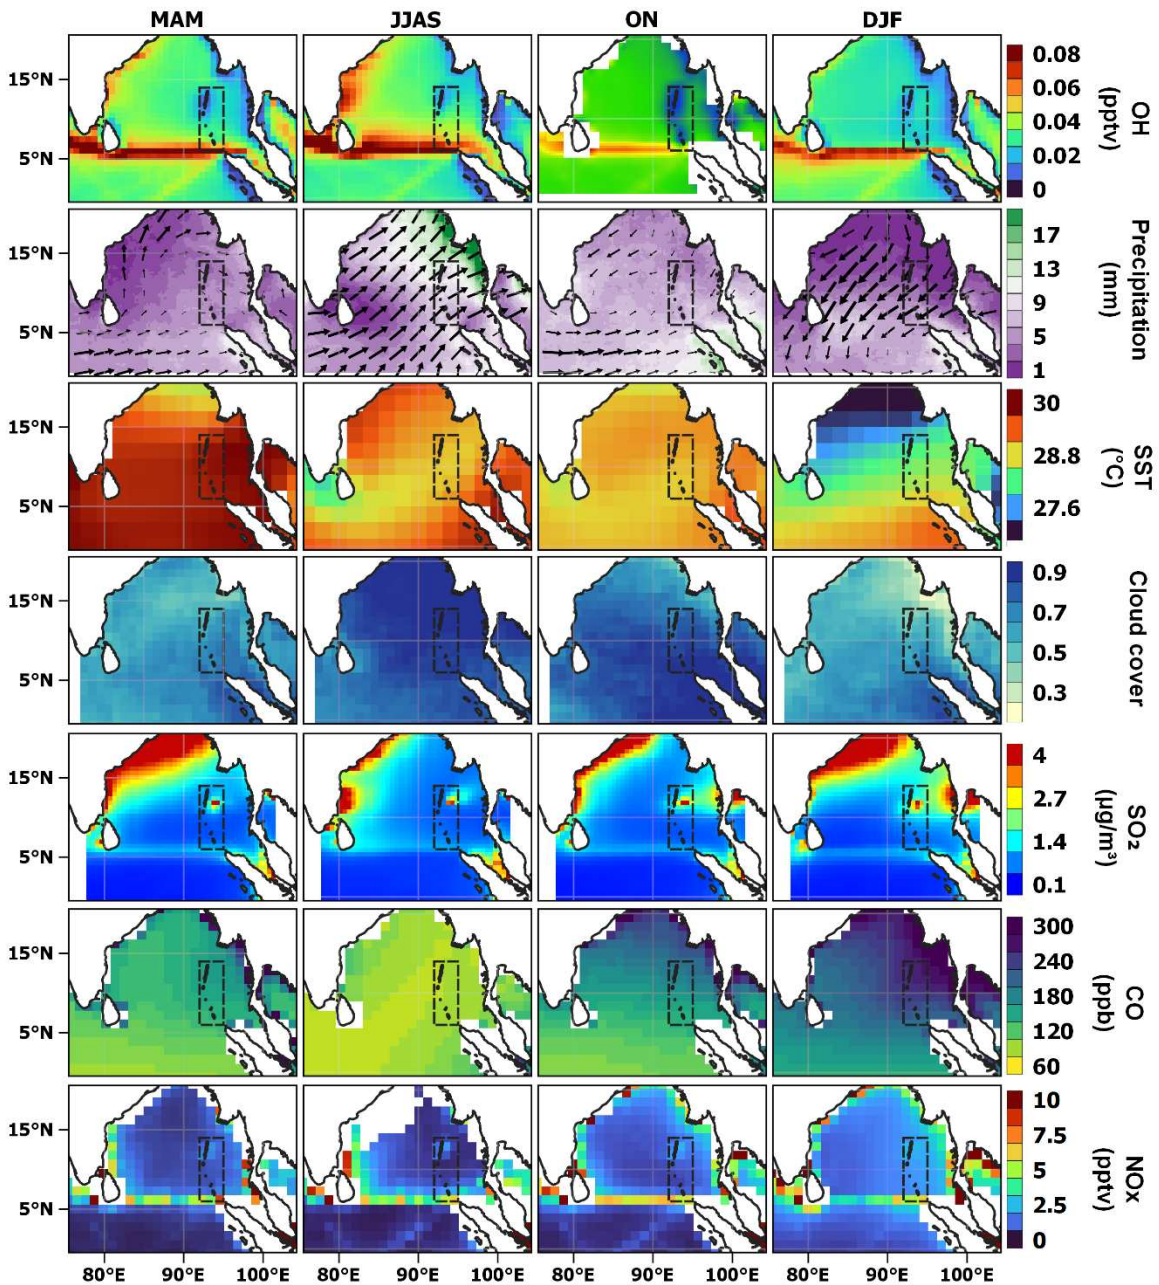 MAM JJAS ON DJF
15°N
5°N
0.08
0.06
0.04
0.02
0
OH
(pptv)
15°N
5°N
17
13
9
5
1
Precipitation
(mm)
15°N
5°N
30
28.8
27.6
SST
(°C)
15°N
5°N
0.9
0.7
0.5
0.3
Cloud cover
15°N
5°N
4
2.7
1.4
0.1
SO₂
(µg/m³)
15°N
5°N
300
240
180
120
60
CO
(ppb)
15°N
5°N
10
7.5
5
2.5
0
NOx
(pptv)
80°E 90°E 100°E 80°E 90°E 100°E 80°E 90°E 100°E 80°E 90°E 100°E